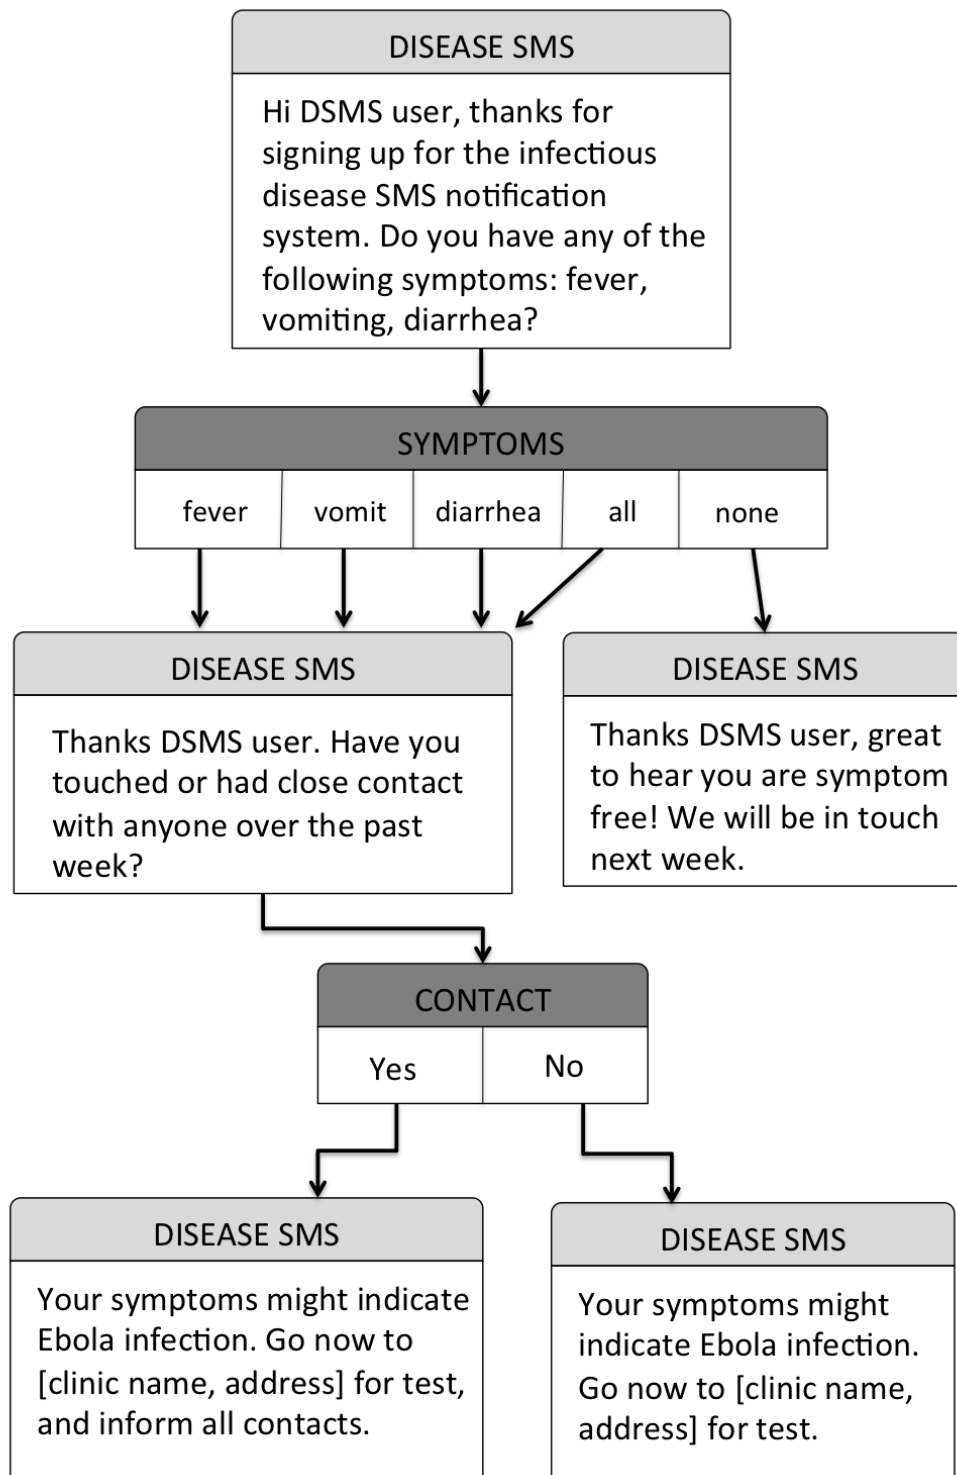 DISEASE SMS
Hi DSMS user, thanks for
signing up for the infectious
disease SMS notification
system. Do you have any of the
following symptoms: fever,
vomiting, diarrhea?
SYMPTOMS
fever vomit diarrhea all none
DISEASE SMS
Thanks DSMS user. Have you
touched or had close contact
with anyone over the past
week?
DISEASE SMS
Thanks DSMS user, great
to hear you are symptom
free! We will be in touch
next week.
CONTACT
Yes No
DISEASE SMS
Your symptoms might indicate
Ebola infection. Go now to
[clinic name, address] for test,
and inform all contacts.
DISEASE SMS
Your symptoms might
indicate Ebola infection.
Go now to [clinic name,
address] for test.